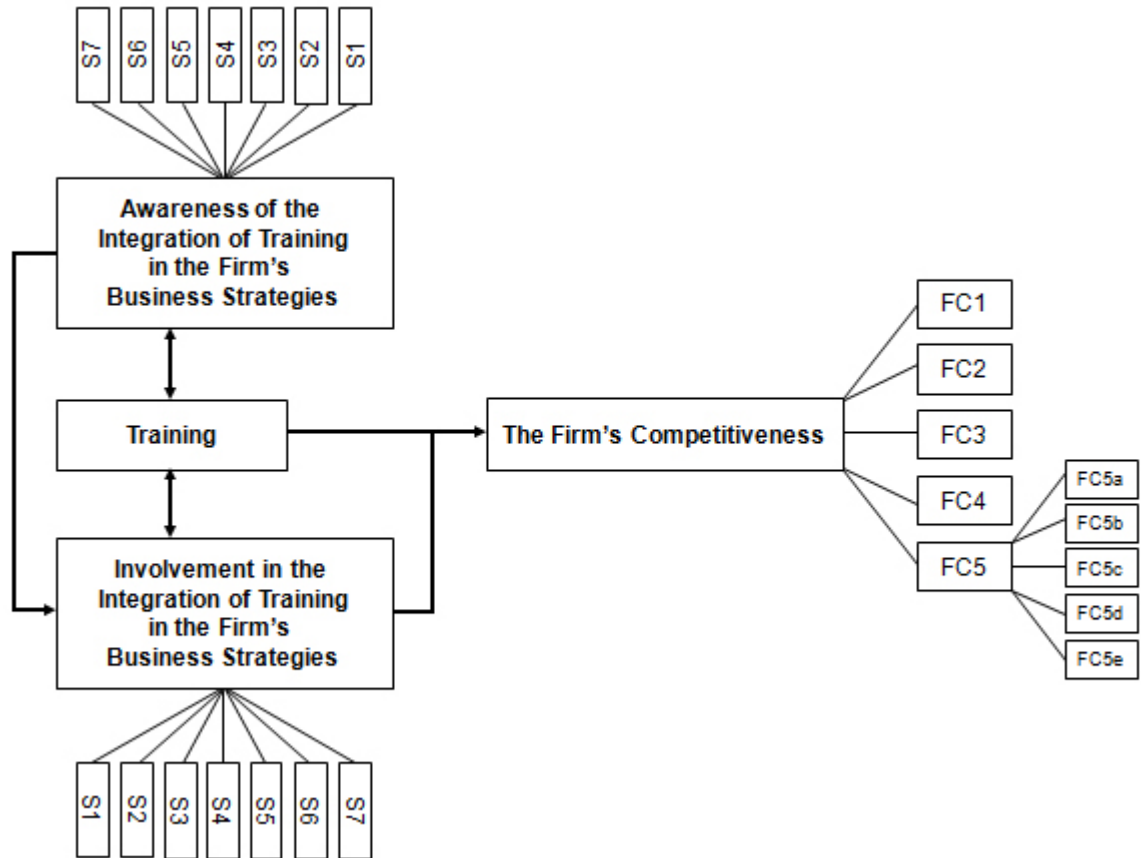 S7
S6
S5
S4
S3
S2
S1
Awareness of the
Integration of Training
in the Firm's
Business Strategies
Training
The Firm's Competitiveness
FC1
FC2
FC3
FC4
FC5
FC5a
FC5b
FC5c
FC5d
FC5e
Involvement in the
Integration of Training
in the Firm's
Business Strategies
S1
S2
S3
S4
S5
S6
S7